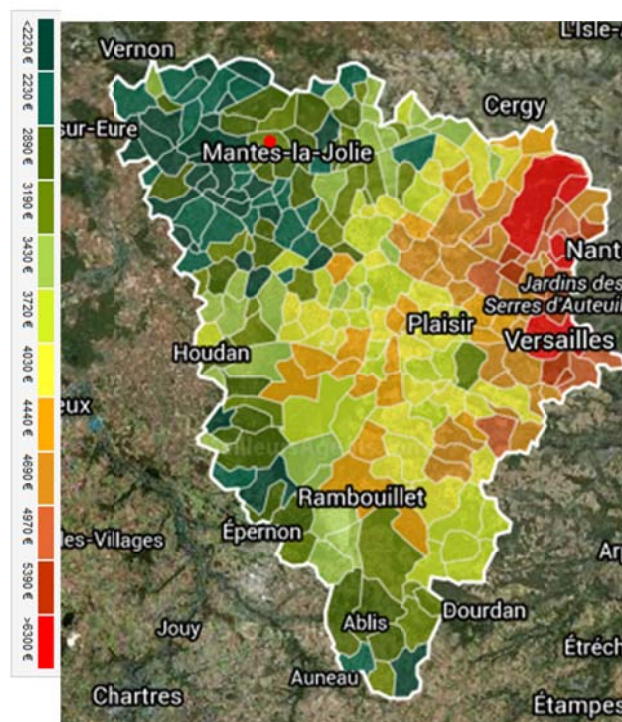 <2230 €
2230 €
2890 €
3190 €
3430 €
3720 €
4030 €
4440 €
4690 €
4970 €
5390 €
>6300 €
L'Isle-
Vernon
Cergy
sur-Eure
Mantes-la-Jolie
Nant
Jardins des
Serres d'Auteuil
Plaisir
Versailles
Houdan
eux
Rambouillet
Épernon
les-Villages
Arp
Ablis
Dourdan
Jouy
Étréch
Auneau
Chartres
Étampes